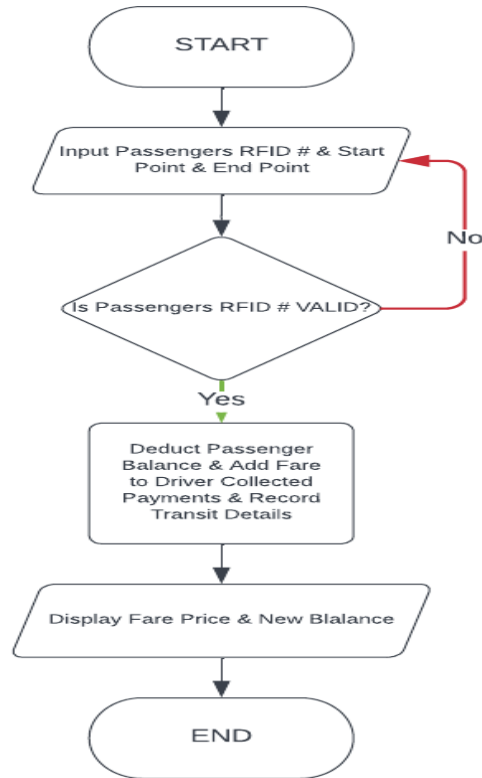 START
Input Passengers RFID # & Start
Point & End Point
No
Is Passengers RFID # VALID?
Yes
Deduct Passenger
Balance & Add Fare
to Driver Collected
Payments & Record
Transit Details
Display Fare Price & New Blalance
END